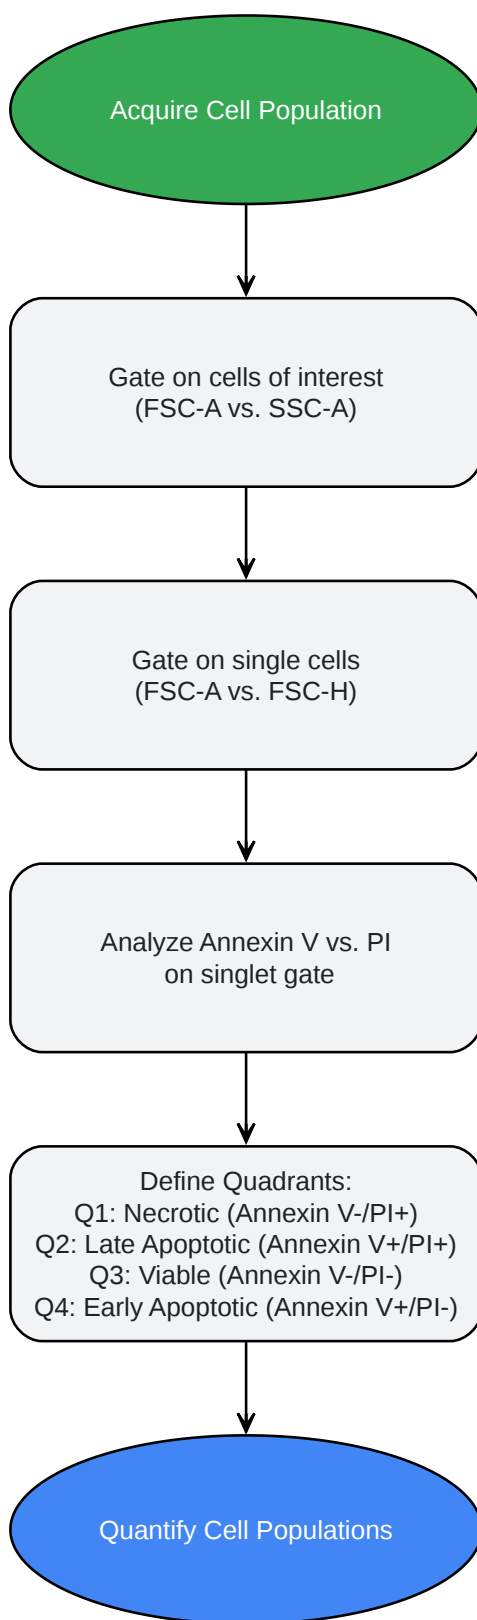 Acquire Cell Population
Gate on cells of interest
(FSC-A vs. SSC-A)
Gate on single cells
(FSC-A vs. FSC-H)
Analyze Annexin V vs. PI
on singlet gate
Define Quadrants:
Q1: Necrotic (Annexin V-/PI+)
Q2: Late Apoptotic (Annexin V+/PI+)
Q3: Viable (Annexin V-/PI-)
Q4: Early Apoptotic (Annexin V+/PI-)
Quantify Cell Populations